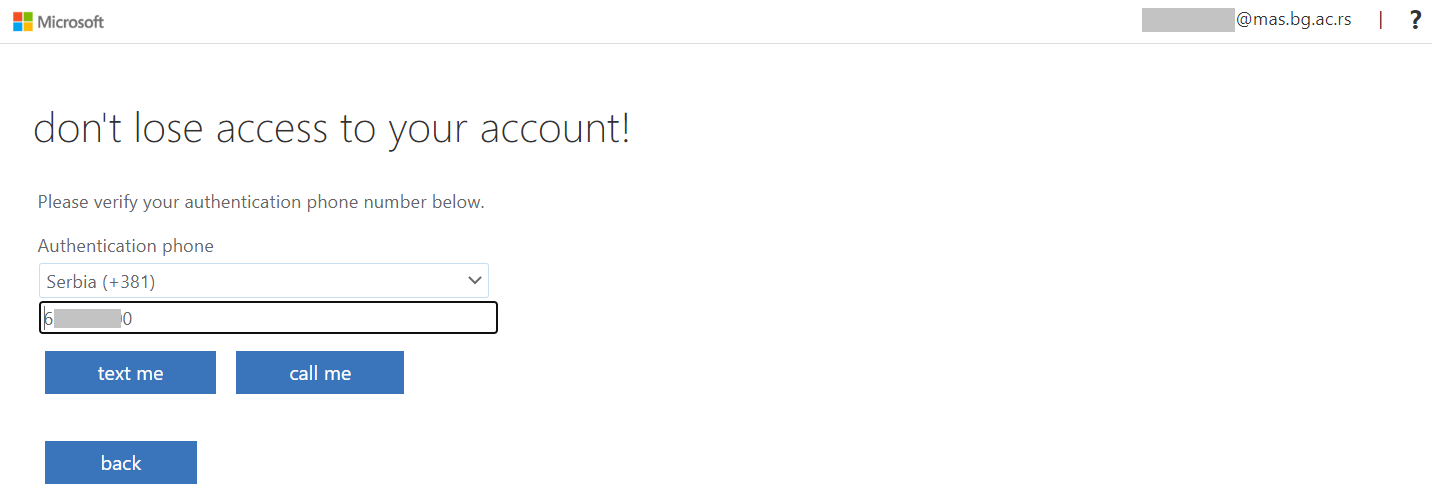 Microsoft
@mas.bg.ac.rs | ?
don't lose access to your account!
Please verify your authentication phone number below.
Authentication phone
Serbia (+381)
6 0
text me call me
back